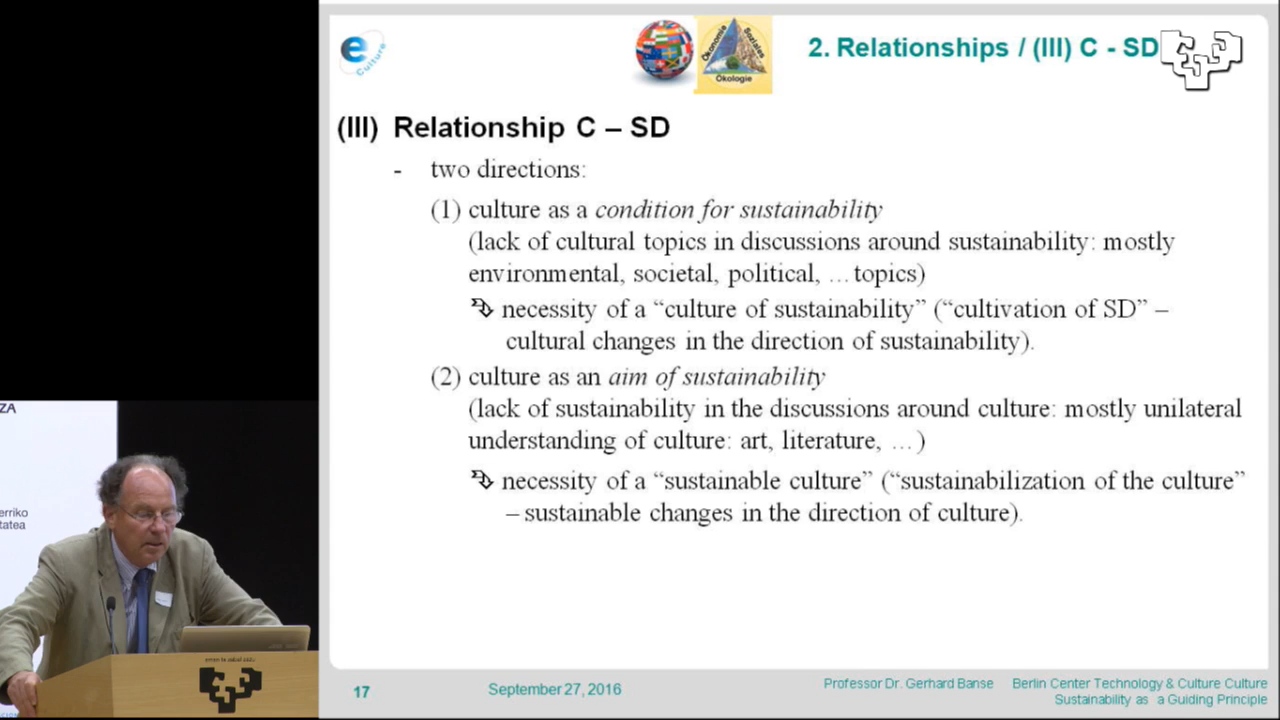 e
Culture
Ökonomie
Soziales
Ökologie
2. Relationships / (III) C - SD
(III) Relationship C – SD
- two directions:
(1) culture as a condition for sustainability
(lack of cultural topics in discussions around sustainability: mostly
environmental, societal, political, … topics)
necessity of a “culture of sustainability” (“cultivation of SD” –
cultural changes in the direction of sustainability).
(2) culture as an aim of sustainability
(lack of sustainability in the discussions around culture: mostly unilateral
understanding of culture: art, literature, … )
necessity of a “sustainable culture” (“sustainabilization of the culture”
– sustainable changes in the direction of culture).
ZA
erriko
tatea
17
September 27, 2016
Professor Dr. Gerhard Banse Berlin Center Technology & Culture Culture
Sustainability as a Guiding Principle